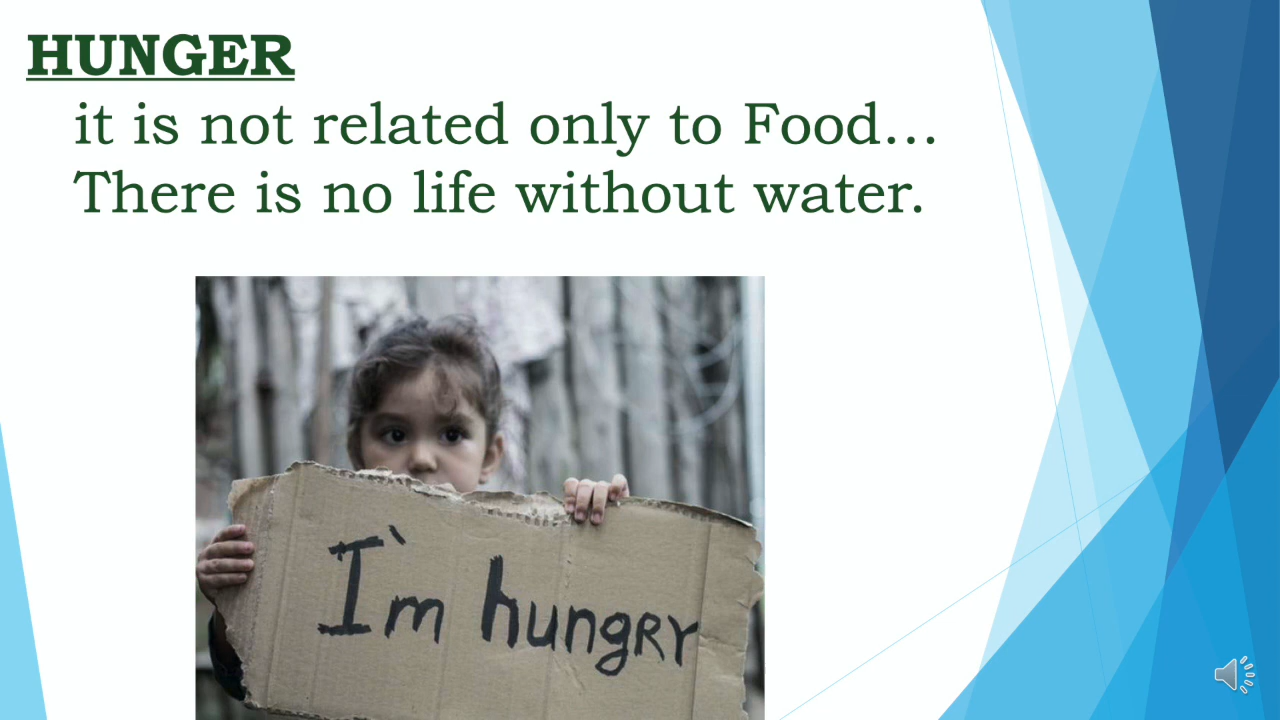 HUNGER
it is not related only to Food...
There is no life without water.
I`m hungRY